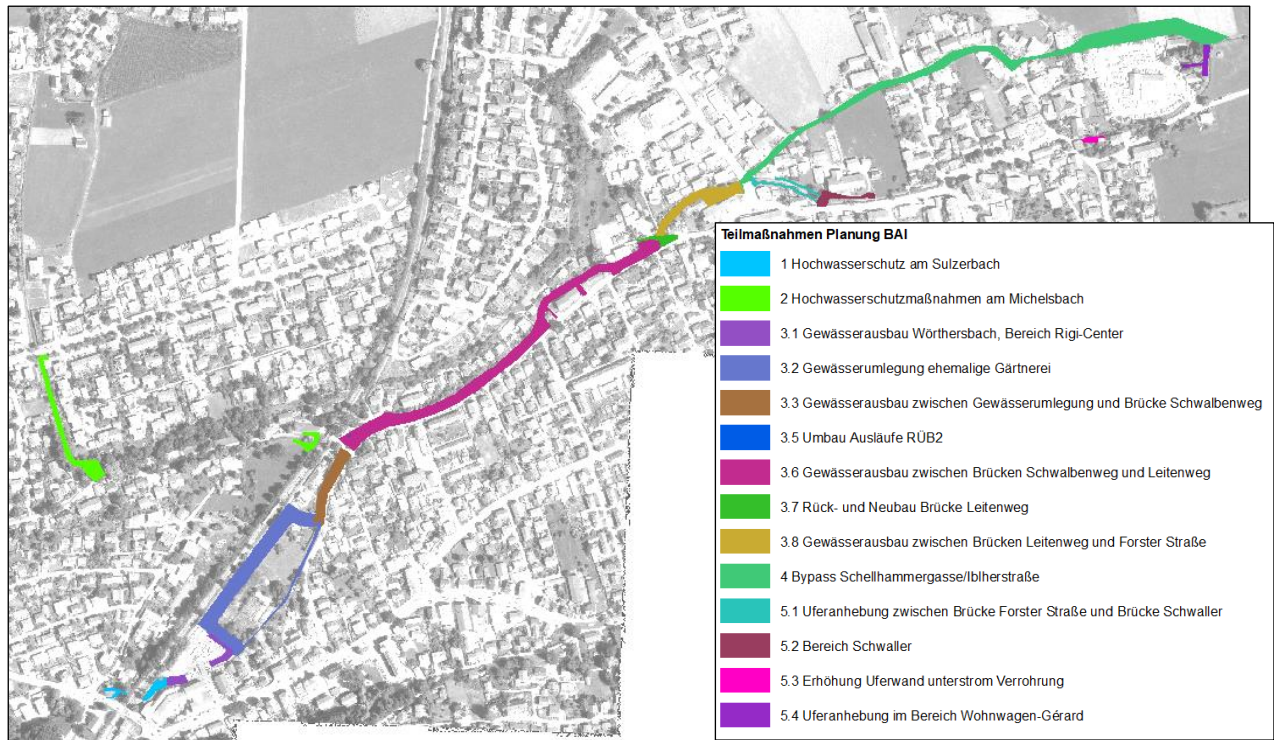 Teilmaßnahmen Planung BAI
1 Hochwasserschutz am Sulzerbach
2 Hochwasserschutzmaßnahmen am Michelsbach
3.1 Gewässerausbau Wörthersbach, Bereich Rigi-Center
3.2 Gewässerumlegung ehemalige Gärtnerei
3.3 Gewässerausbau zwischen Gewässerumlegung und Brücke Schwalbenweg
3.5 Umbau Ausläufe RÜB2
3.6 Gewässerausbau zwischen Brücken Schwalbenweg und Leitenweg
3.7 Rück- und Neubau Brücke Leitenweg
3.8 Gewässerausbau zwischen Brücken Leitenweg und Forster Straße
4 Bypass Schellhammergasse/Iblherstraße
5.1 Uferanhebung zwischen Brücke Forster Straße und Brücke Schwaller
5.2 Bereich Schwaller
5.3 Erhöhung Uferwand unterstrom Verrohrung
5.4 Uferanhebung im Bereich Wohnwagen-Gérard